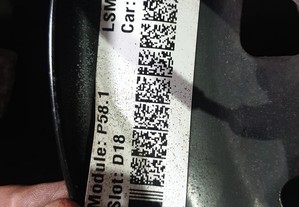 LSM
Car:
Module: P58.1
Slot: D18